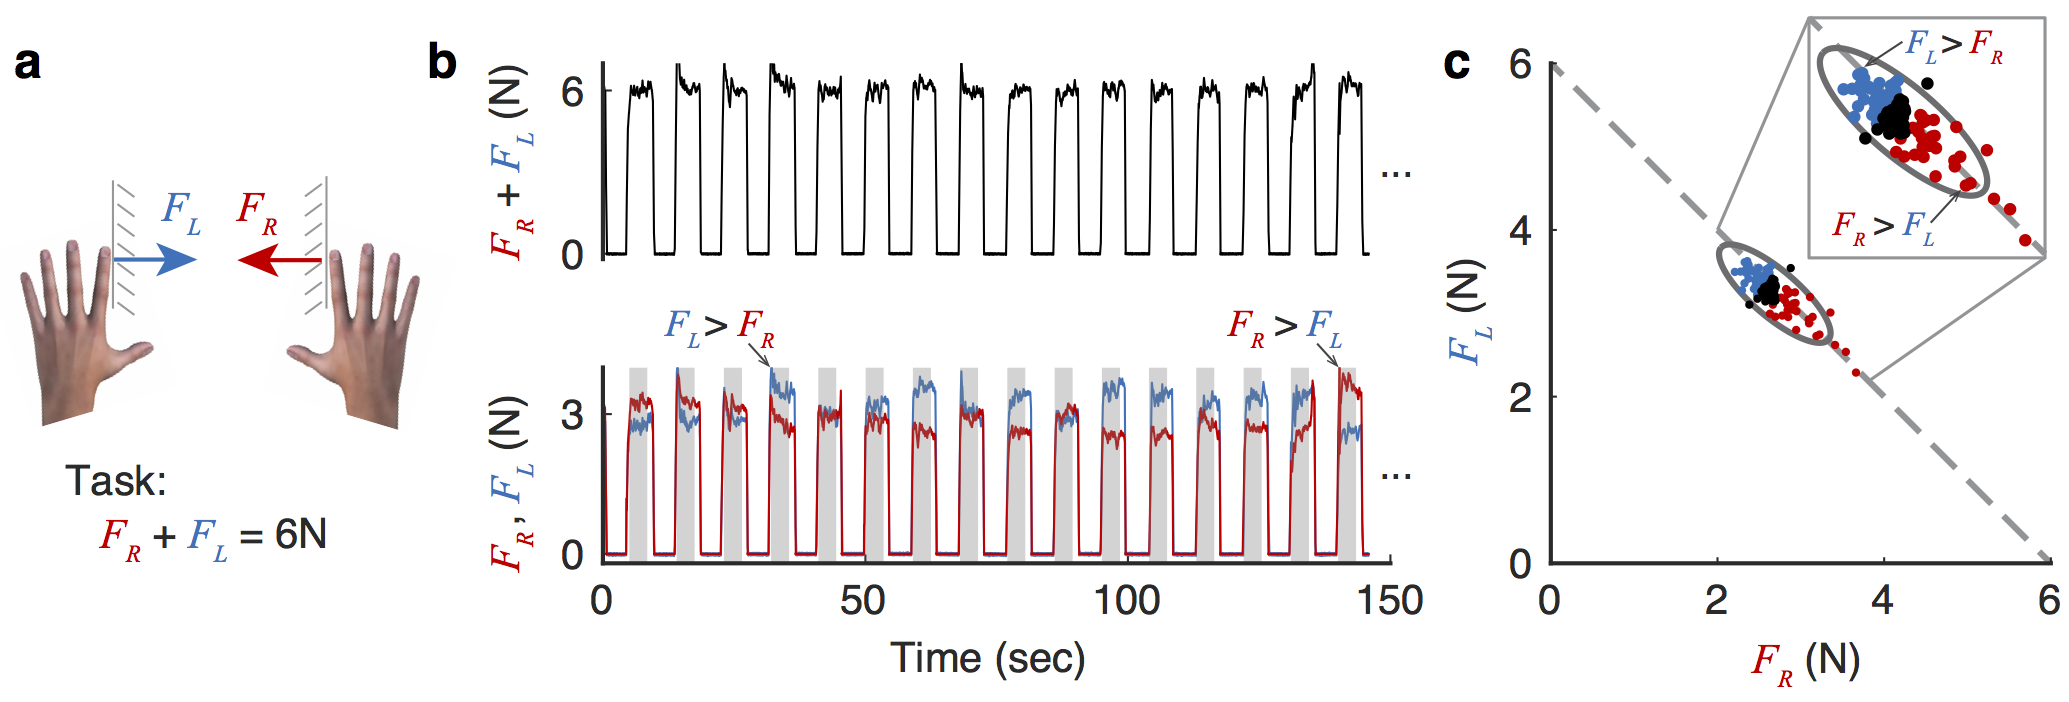 a
F_L F_R
Task:
F_R + F_L = 6N
b
F_R + F_L (N)
6
0
...
F_L > F_R
F_R > F_L
F_R, F_L (N)
3
0
...
0 50 100 150
Time (sec)
c
F_L (N)
6
4
2
0
F_L > F_R
F_R > F_L
0 2 4 6
F_R (N)